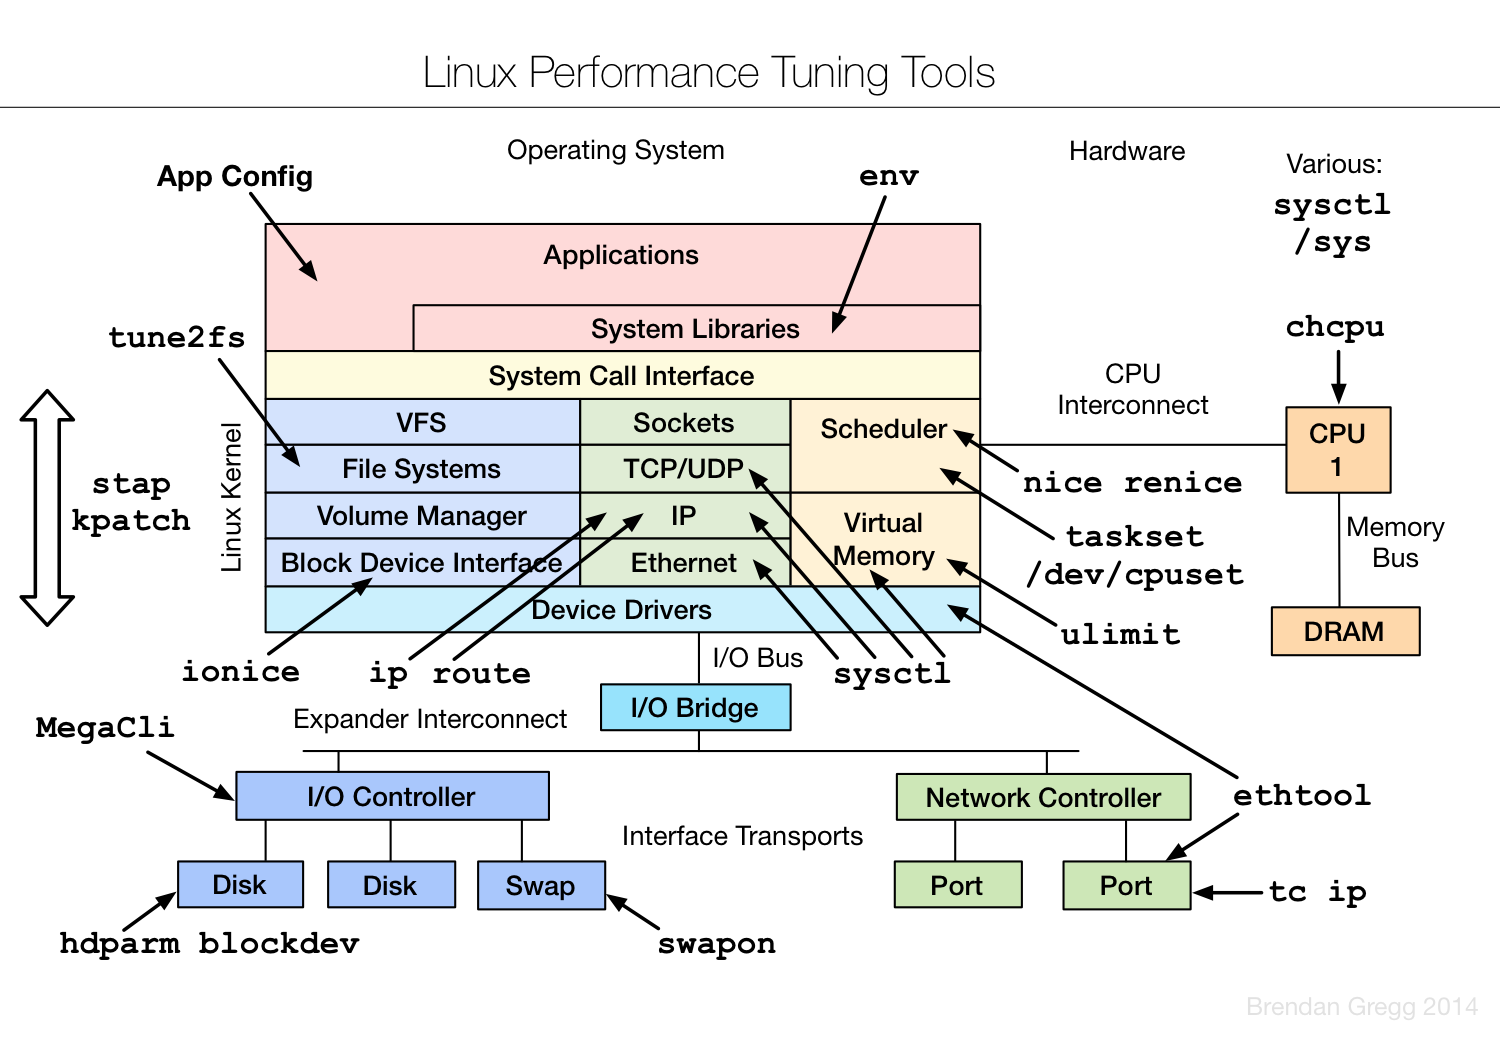 Linux Performance Tuning Tools
Operating System
Hardware
Various:
sysctl
/sys
App Config
env
Applications
System Libraries
tune2fs
System Call Interface
chcpu
CPU
Interconnect
VFS
Sockets
Scheduler
CPU
1
File Systems
TCP/UDP
nice renice
stap
kpatch
Linux Kernel
Volume Manager
IP
Virtual
Memory
taskset
/dev/cpuset
Memory
Bus
Block Device Interface
Ethernet
Device Drivers
ulimit
DRAM
ionice
ip route
I/O Bus
sysctl
I/O Bridge
Expander Interconnect
MegaCli
I/O Controller
Network Controller
ethtool
Interface Transports
Disk
Disk
Swap
Port
Port
tc ip
hdparm blockdev
swapon
Brendan Gregg 2014